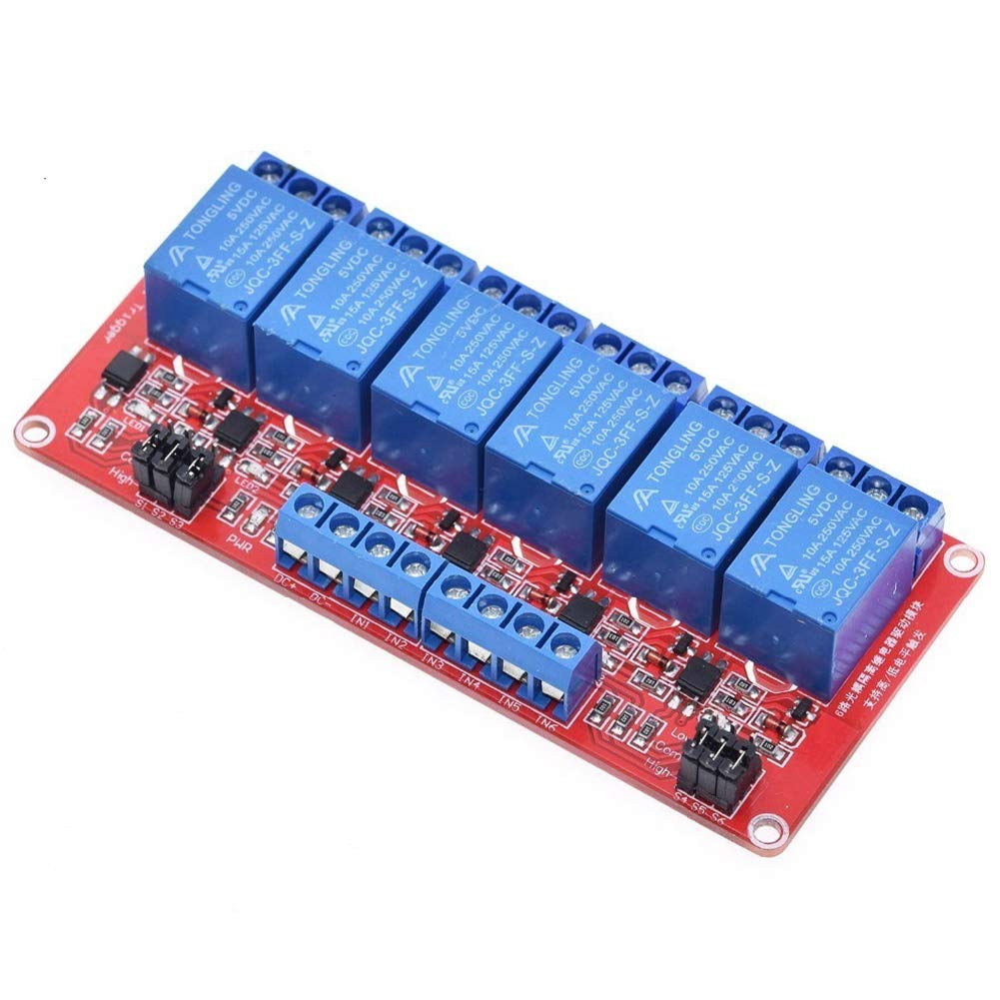 TONGLING
5VDC
10A 250VAC
15A 125VAC
10A 250VAC
JQC-3FF-S-Z
TONGLING
5VDC
10A 250VAC
15A 125VAC
10A 250VAC
JQC-3FF-S-Z
TONGLING
5VDC
10A 250VAC
15A 125VAC
10A 250VAC
JQC-3FF-S-Z
TONGLING
5VDC
10A 250VAC
15A 125VAC
10A 250VAC
JQC-3FF-S-Z
TONGLING
5VDC
10A 250VAC
15A 125VAC
10A 250VAC
JQC-3FF-S-Z
TONGLING
5VDC
10A 250VAC
15A 125VAC
10A 250VAC
JQC-3FF-S-Z
Trigger
LED2
High-
S1 S2 S3
PWR
DC+
DC-
IN1
IN2
IN3
IN4
IN5
IN6
Low
Com
High-
S4-S5-S6
6路光耦隔离继电器驱动模块
支持高/低电平触发